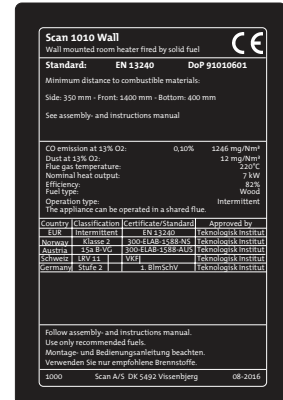 Scan 1010 Wall
Wall mounted room heater fired by solid fuel
CE
Standard: EN 13240 DoP 91010601
Minimum distance to combustible materials:
Side: 350 mm - Front: 1400 mm - Bottom: 400 mm
See assembly- and instructions manual
CO emission at 13% O2: 0,10% 1246 mg/Nm³
Dust at 13% O2: 12 mg/Nm³
Flue gas temperature: 220°C
Nominal heat output: 7 kW
Efficiency: 82%
Fuel type: Wood
Operation type: Intermittent
The appliance can be operated in a shared flue.
Country Classification Certificate/Standard Approved by
EUR Intermittent EN 13240 Teknologisk Institut
Norway Klasse 2 300-ELAB-1588-NS Teknologisk Institut
Austria 15a B-VG 300-ELAB-1588-AUS Teknologisk Institut
Schweiz LRV 11 VKF Teknologisk Institut
Germany Stufe 2 1. BImSchV Teknologisk Institut
Follow assembly- and instructions manual.
Use only recommended fuels.
Montage- und Bedienungsanleitung beachten.
Verwenden Sie nur empfohlene Brennstoffe.
1000 Scan A/S DK 5492 Vissenbjerg 08-2016